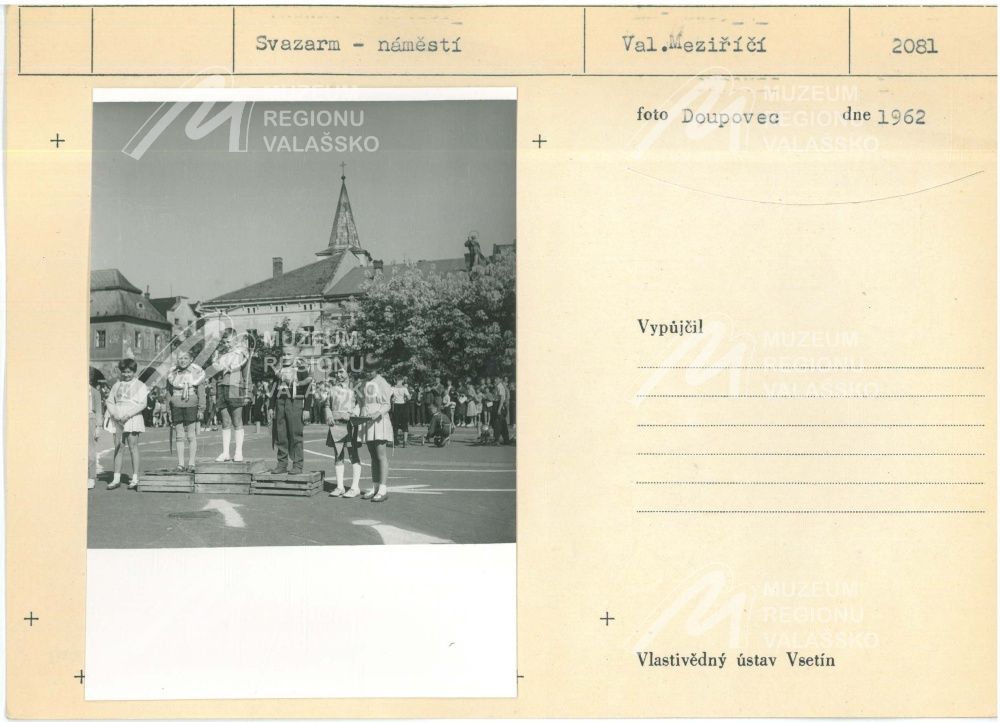 Svazarm - náměstí
Val.Meziříčí
2081
foto Doupovec dne 1962
MUZEUM
REGIONU
VALAŠSKO
MUZEUM
REGIONU
VALAŠSKO
Vypůjčil
MUZEUM
REGIONU
VALAŠSKO
MUZEUM
REGIONU
VALAŠSKO
MUZEUM
REGIONU
VALAŠSKO
Vlastivědný ústav Vsetín